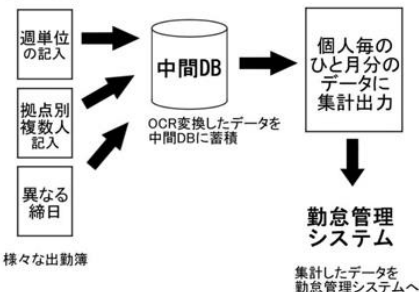 週単位
の記入
拠点別
複数人
記入
異なる
締日
様々な出勤簿
中間DB
OCR変換したデータを
中間DBに蓄積
個人毎の
ひと月分の
データに
集計出力
勤怠管理
システム
集計したデータを
勤怠管理システムへ